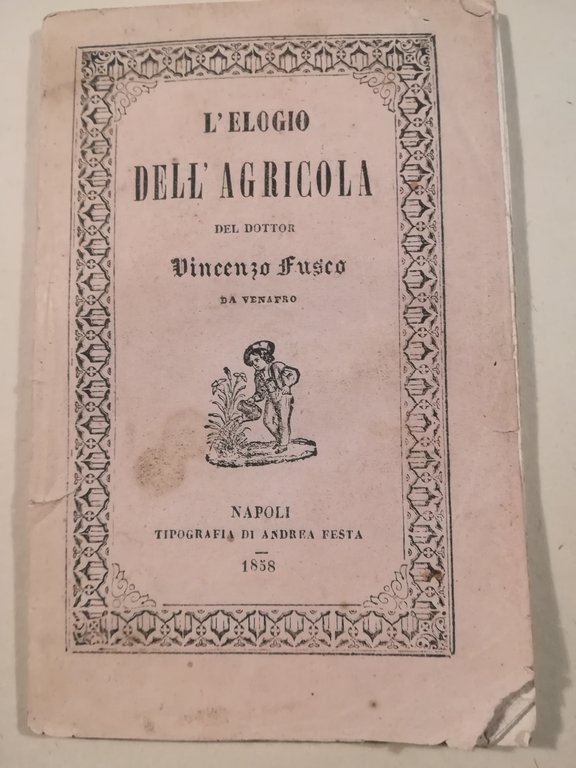 L'ELOGIO
DELL'AGRICOLA
DEL DOTTOR
Vincenzo Fusco
DA VENAFRO
NAPOLI
TIPOGRAFIA DI ANDREA FESTA
1858